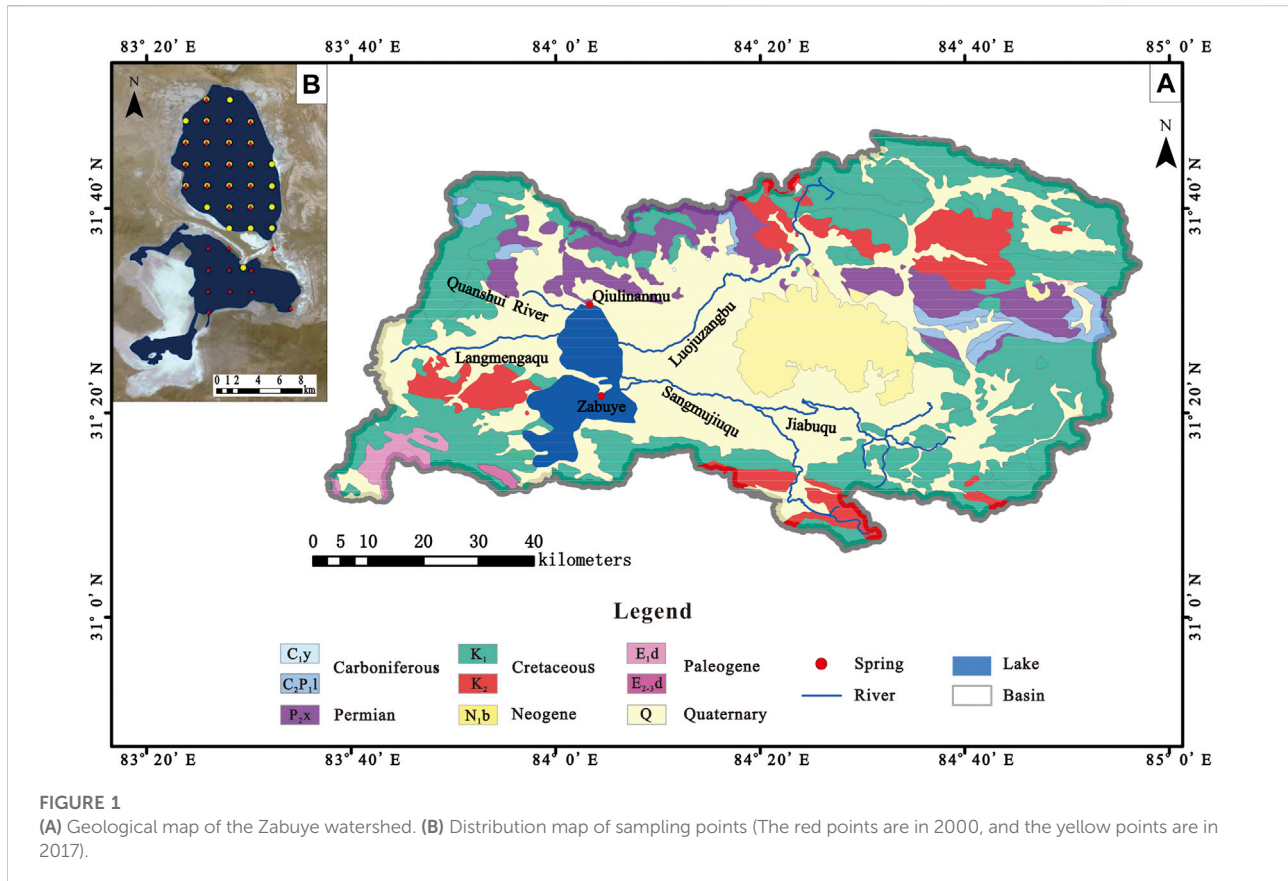 83° 20' E 83° 40' E 84° 0' E 84° 20' E 84° 40' E 85° 0' E
N
B
A
N
31° 40' N
31° 40' N
Quanshui River
Qiulinanmu
Luojuzangbu
Langmengaqu
31° 20' N
31° 20' N
Zabuye
Sangmujiuqu
Jiabuqu
0 1 2 4 6 8
km
0 5 10 20 30 40
kilometers
31° 0' N
31° 0' N
Legend
C₁y
Carboniferous
C₂P₁l
P₂x Permian
K₁
Cretaceous
K₂
N₁b Neogene
E₁d
Paleogene
E₂₋₃d
Q Quaternary
Spring
River
Lake
Basin
83° 20' E 83° 40' E 84° 0' E 84° 20' E 84° 40' E 85° 0' E
FIGURE 1
(A) Geological map of the Zabuye watershed. (B) Distribution map of sampling points (The red points are in 2000, and the yellow points are in
2017).